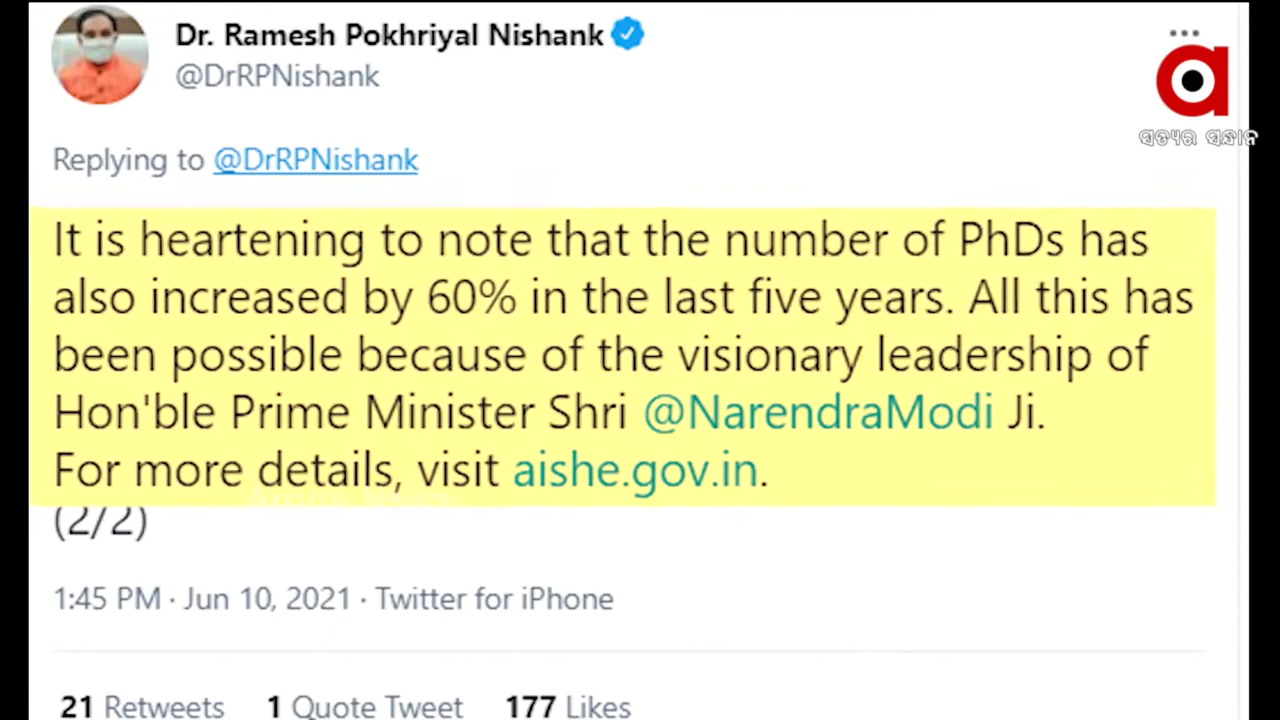 Dr. Ramesh Pokhriyal Nishank
@DrRPNishank
ସତ୍ୟର ସନ୍ଧାନ
Replying to @DrRPNishank
It is heartening to note that the number of PhDs has
also increased by 60% in the last five years. All this has
been possible because of the visionary leadership of
Hon'ble Prime Minister Shri @NarendraModi Ji.
For more details, visit aishe.gov.in.
(2/2)
1:45 PM · Jun 10, 2021 · Twitter for iPhone
21 Retweets 1 Quote Tweet 177 Likes